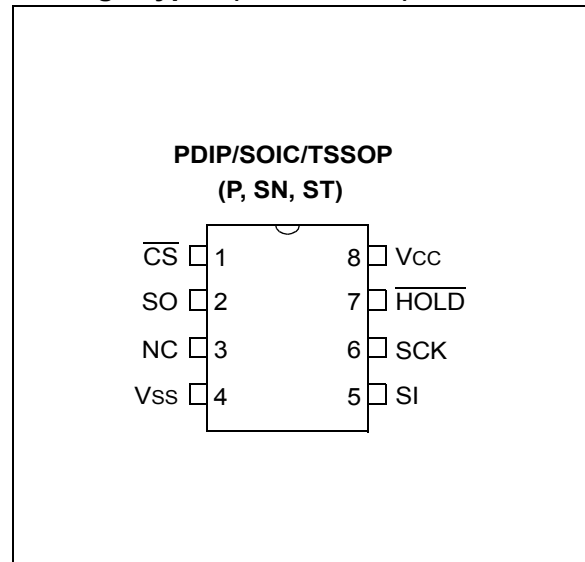 PDIP/SOIC/TSSOP
(P, SN, ST)
CS 1 8 VCC
SO 2 7 HOLD
NC 3 6 SCK
VSS 4 5 SI